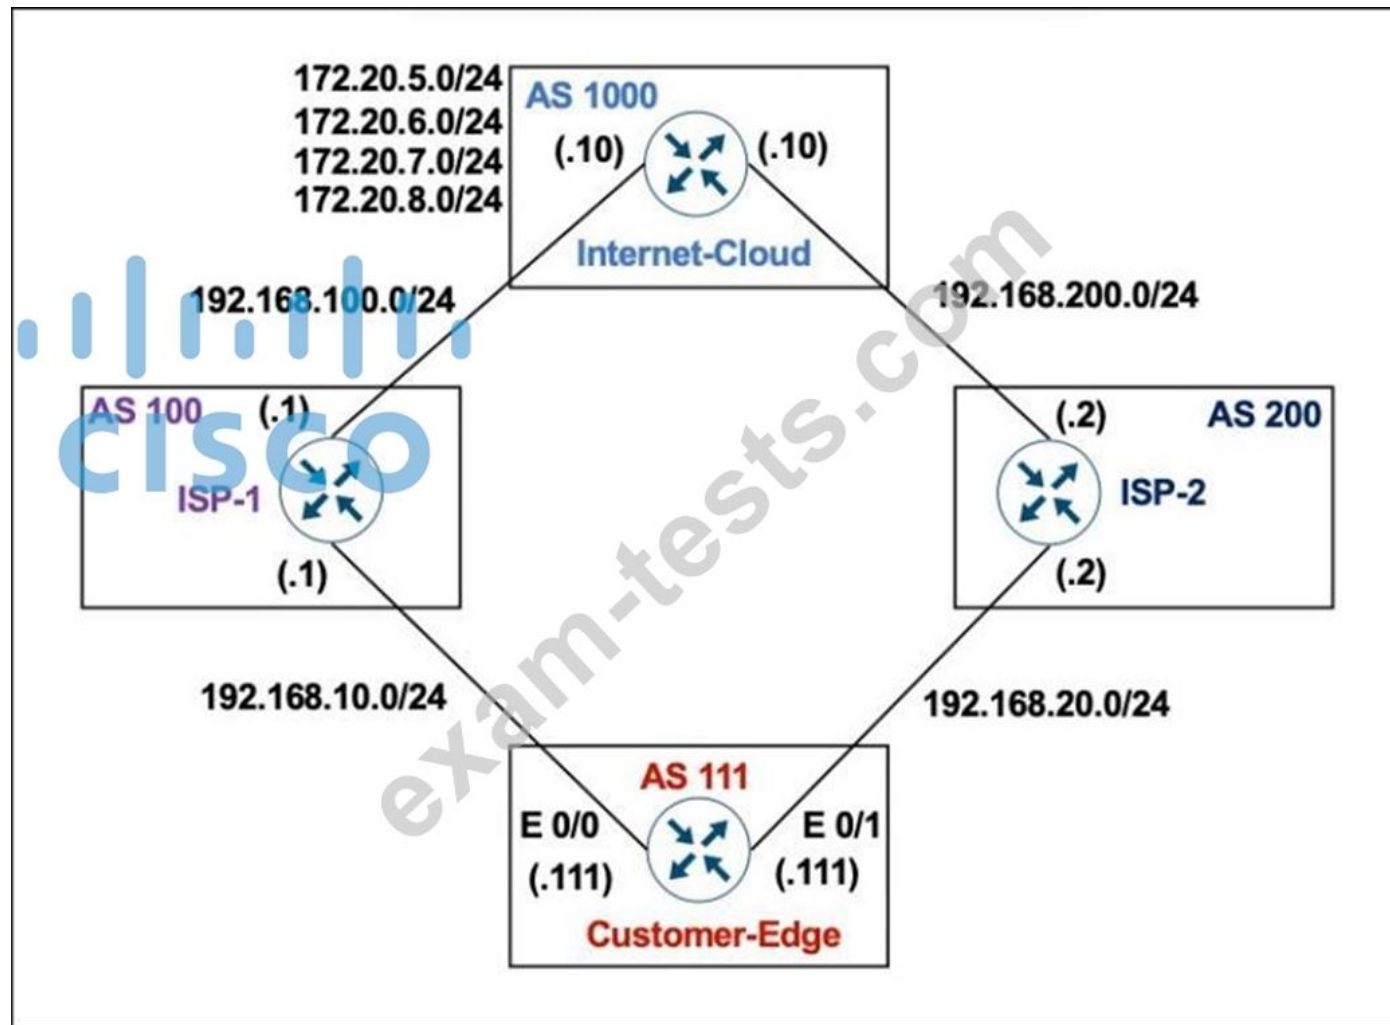 172.20.5.0/24
172.20.6.0/24
172.20.7.0/24
172.20.8.0/24
AS 1000
(.10)
(.10)
Internet-Cloud
192.168.100.0/24
192.168.200.0/24
AS 100
(.1)
CISCO
ISP-1
(.1)
(.2)
AS 200
ISP-2
(.2)
exam-tests.com
192.168.10.0/24
192.168.20.0/24
AS 111
E 0/0
E 0/1
(.111)
(.111)
Customer-Edge